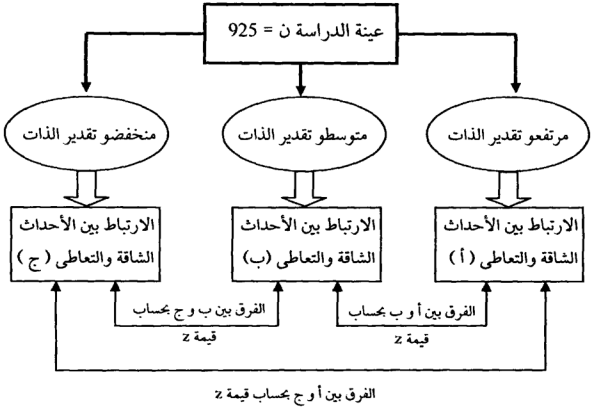 عينة الدراسة ن = 925
مرتفعو تقدير الذات
متوسطو تقدير الذات
منخفضو تقدير الذات
الارتباط بين الأحداث
الشاقة والتعاطى (أ)
الارتباط بين الأحداث
الشاقة والتعاطى (ب)
الارتباط بين الأحداث
الشاقة والتعاطى (ج)
الفرق بين أ و ب بحساب
قيمة z
الفرق بين ب و ج بحساب
قيمة z
الفرق بين أ و ج بحساب قيمة z